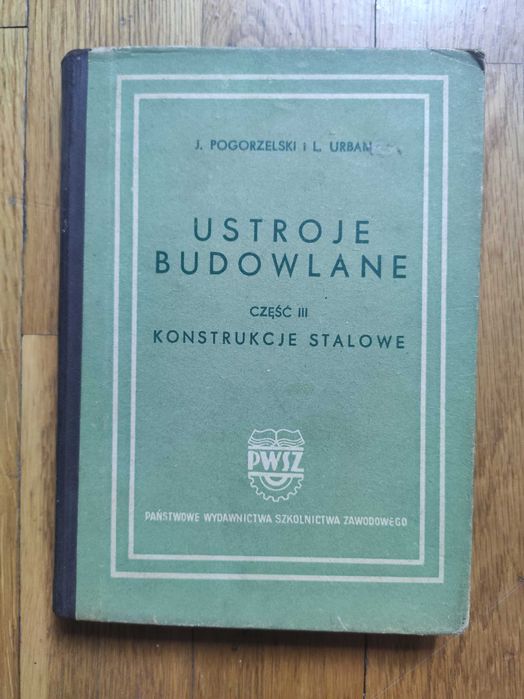 J. POGORZELSKI i L. URBAN
USTROJE
BUDOWLANE
CZĘŚĆ III
KONSTRUKCJE STALOWE
PWSZ
PAŃSTWOWE WYDAWNICTWA SZKOLNICTWA ZAWODOWEGO